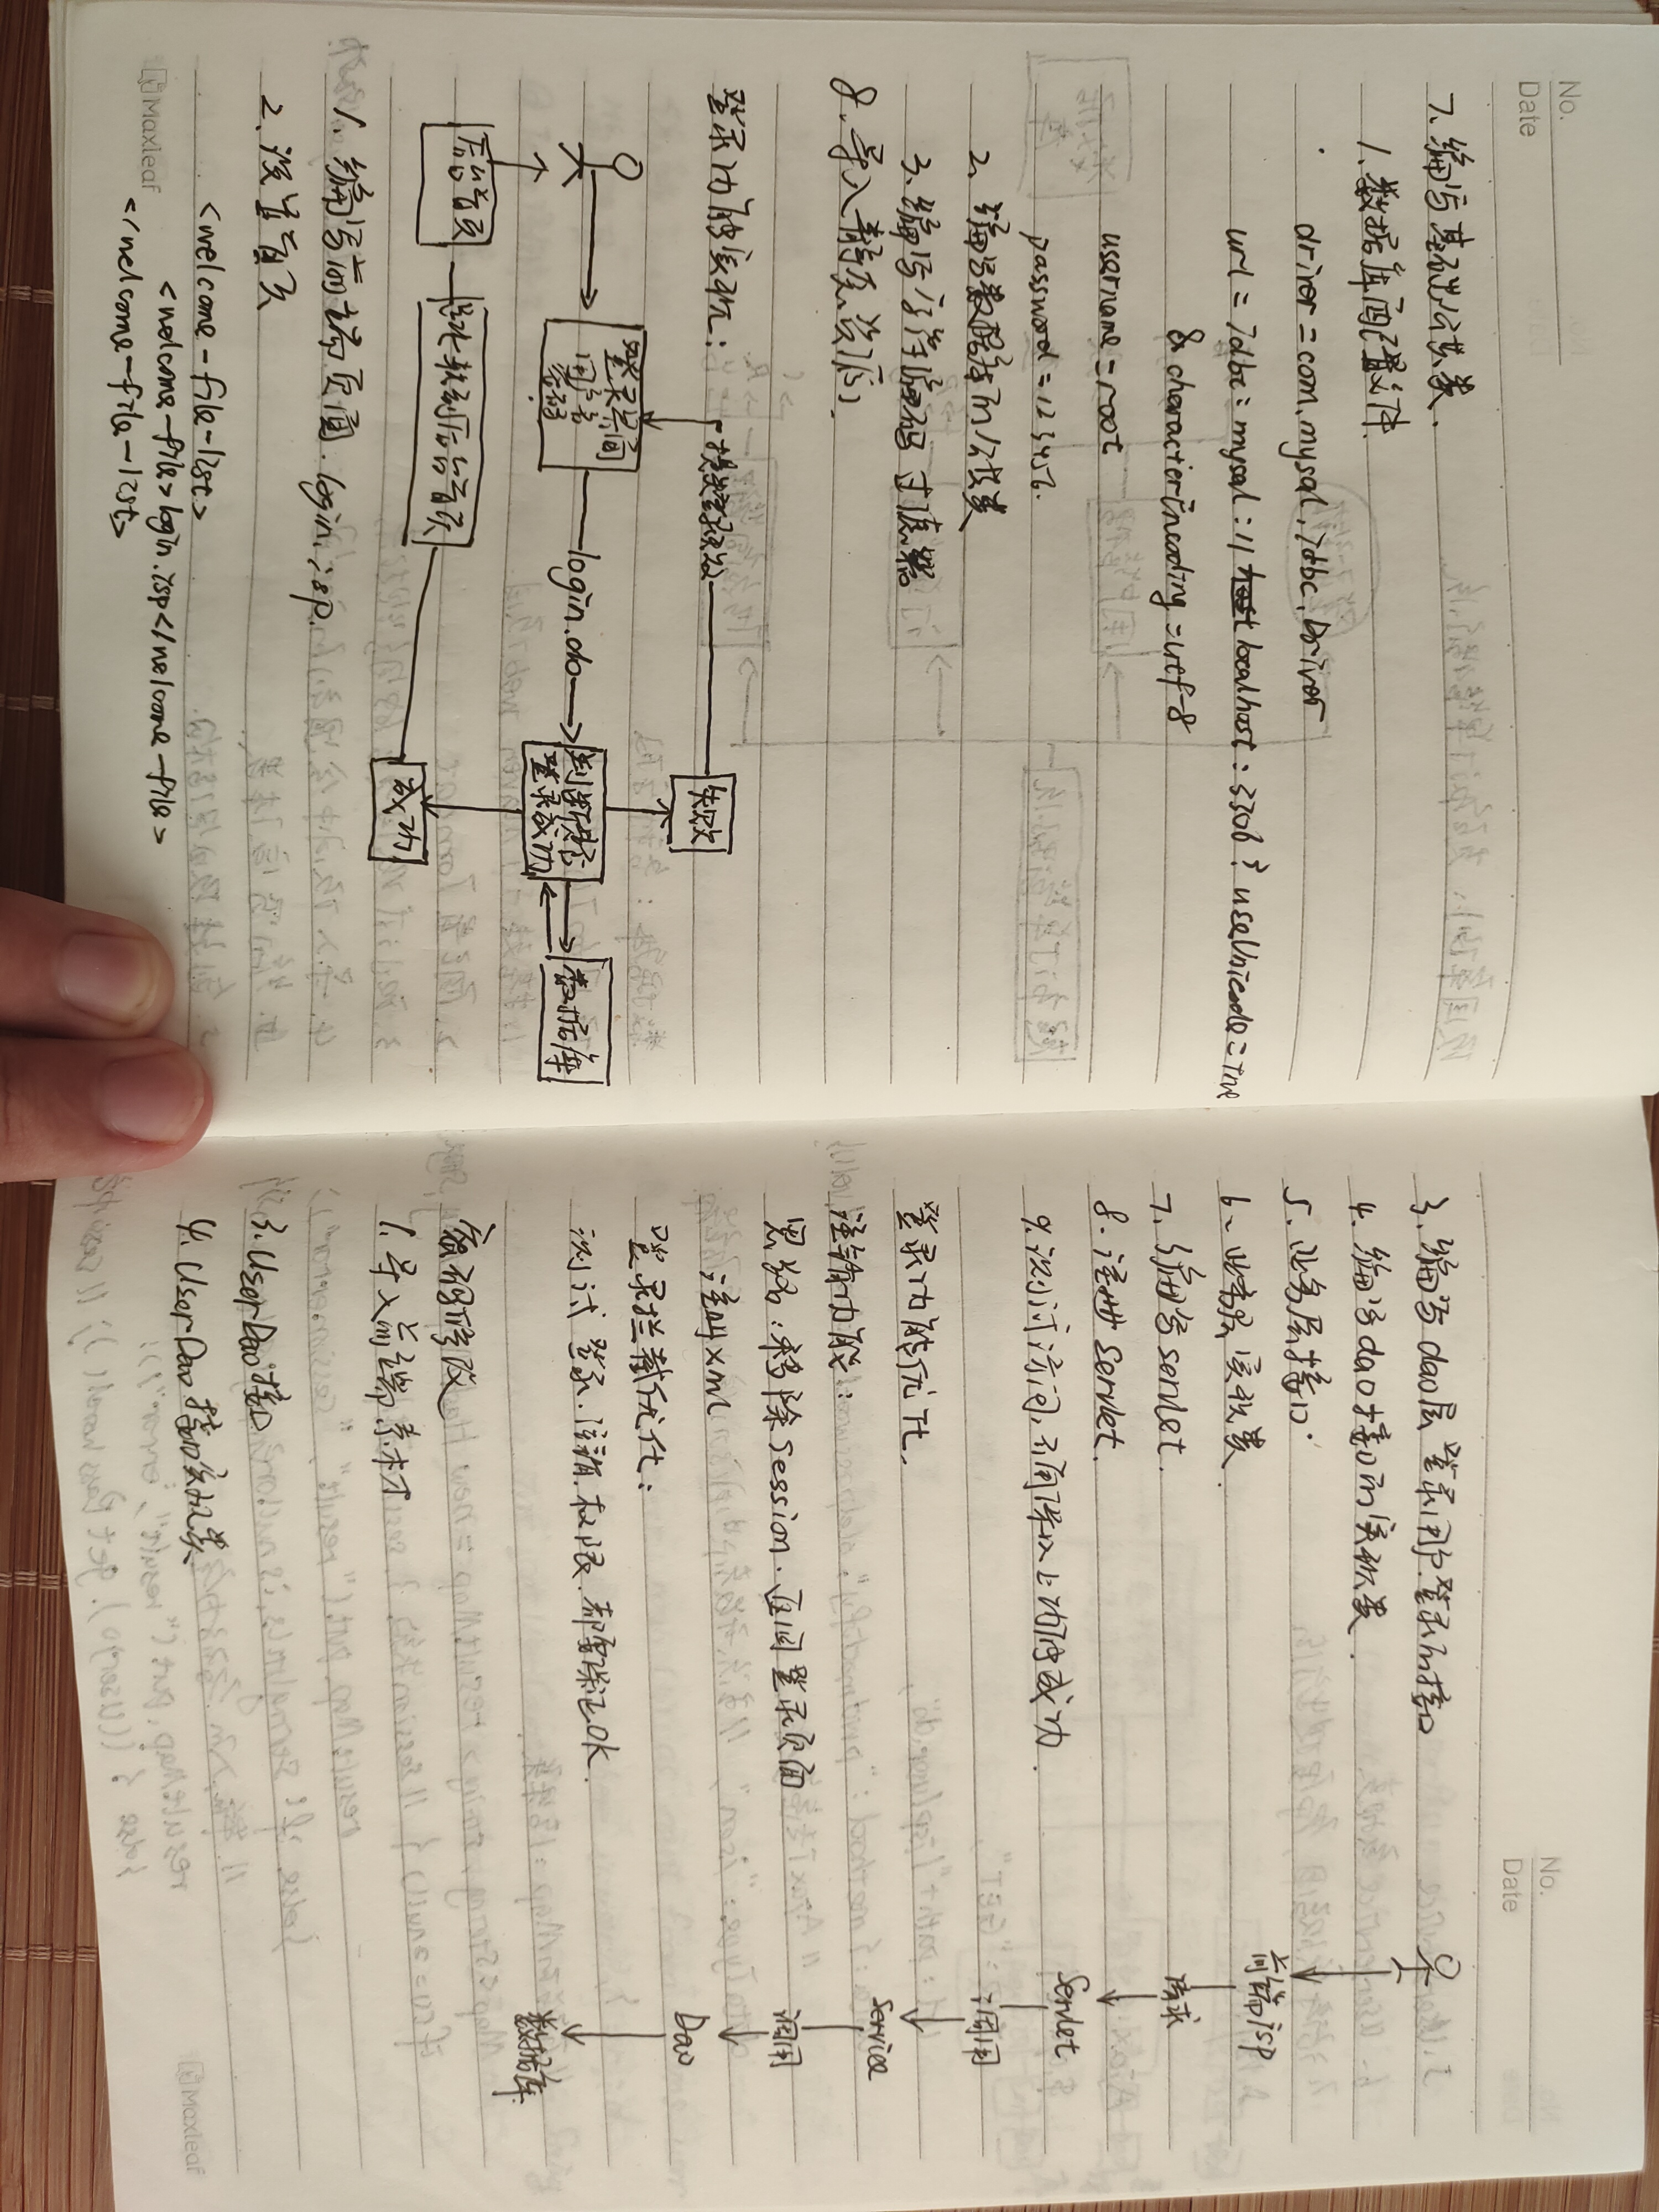 No.
Date
7、编写基础公共类、
1、数据库配置文件
driver=com.mysql.jdbc.Driver
url=jdbc:mysql://localhost:3306?useUnicode=true
&characterincoding=utf-8
username=root
password=123456.
2、编写数据库的公共类
3、编写字符编码过滤器
8、导入静态资源、
登录功能实现:
提示登录失败
失败
登录界面
用户名
密码
login.do
判断是否
登录成功
数据库
后台首页
跳转到后台首页
成功
1、编写前端页面.login.jsp.
2、设置首页
<welcome-file-list>
<welcome-file>login.jsp</welcome-file>
</welcome-file-list>
Maxleaf
No.
Date
3、编写dao层登录用户登录的接口
4、编写dao接口的实现类.
5、业务层接口.
6、业务层实现类.
7、编写servlet.
8、注册servlet.
9、测试访问,确保以上功能成功.
前端jsp
请求
Servlet
调用
service
调用
Dao
数据库
登录功能优化.
注销功能:
思路:移除Session.返回登录页面
注册xml
登录拦截优化:
测试登录.注销.权限.都要保证OK.
密码修改
1、导入前端素材
3、UserDao接口
4、UserDao接口实现类
Maxleaf